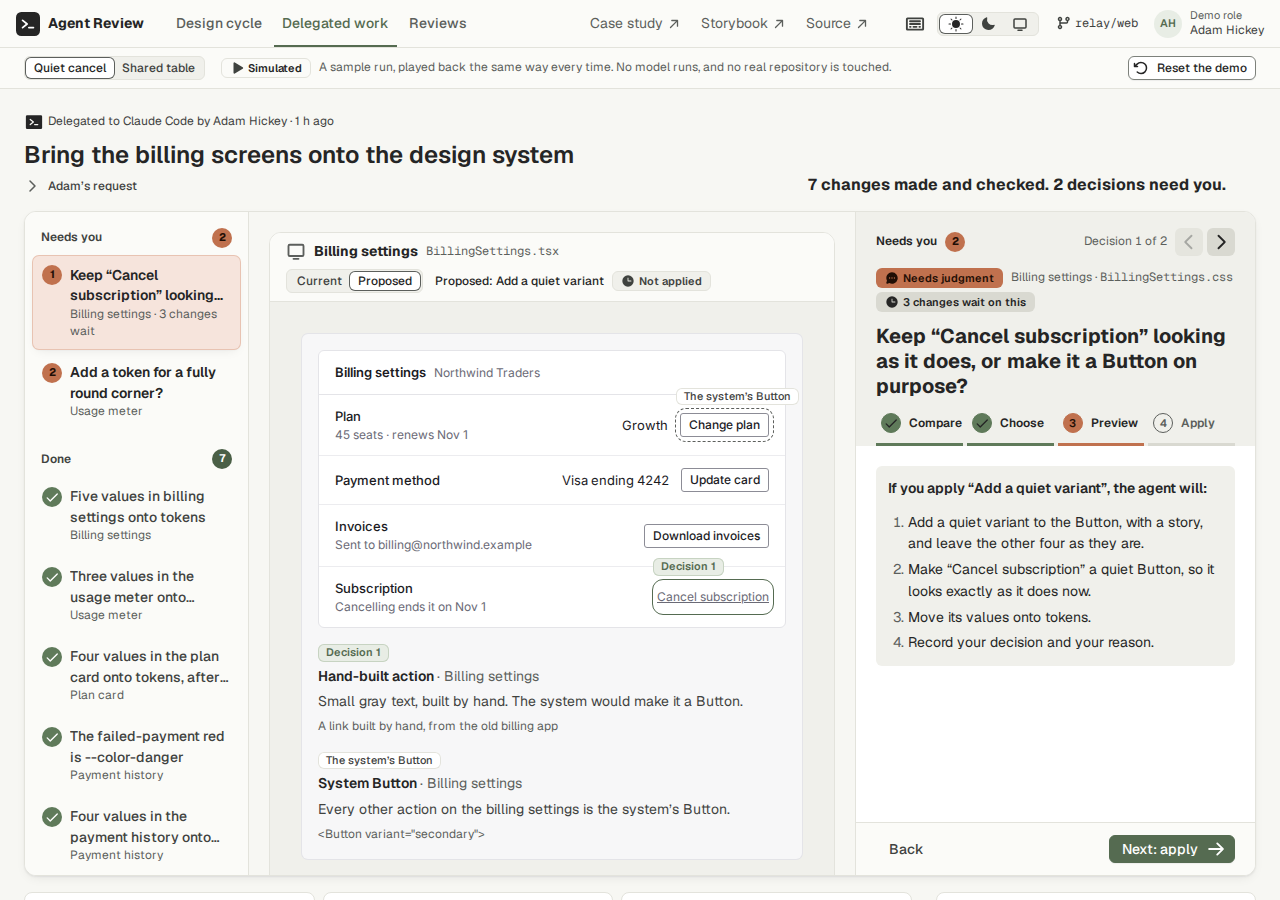 Agent Review
Design cycle
Delegated work
Reviews
Case study
Storybook
Source
relay/web
AH
Demo role
Adam Hickey
Quiet cancel
Shared table
Simulated
A sample run, played back the same way every time. No model runs, and no real repository is touched.
Reset the demo
Delegated to Claude Code by Adam Hickey · 1 h ago
Bring the billing screens onto the design system
Adam's request
7 changes made and checked. 2 decisions need you.
Needs you
2
1
Keep “Cancel
subscription” looking…
Billing settings · 3 changes
wait
2
Add a token for a fully
round corner?
Usage meter
Done
7
Five values in billing
settings onto tokens
Billing settings
Three values in the
usage meter onto…
Usage meter
Four values in the plan
card onto tokens, after…
Plan card
The failed-payment red
is --color-danger
Payment history
Four values in the
payment history onto…
Payment history
Billing settings
BillingSettings.tsx
Current
Proposed
Proposed: Add a quiet variant
Not applied
Billing settings
Northwind Traders
The system's Button
Plan
45 seats · renews Nov 1
Growth
Change plan
Payment method
Visa ending 4242
Update card
Invoices
Sent to billing@northwind.example
Download invoices
Decision 1
Subscription
Cancelling ends it on Nov 1
Cancel subscription
Decision 1
Hand-built action · Billing settings
Small gray text, built by hand. The system would make it a Button.
A link built by hand, from the old billing app
The system's Button
System Button · Billing settings
Every other action on the billing settings is the system's Button.
<Button variant="secondary">
Needs you
2
Decision 1 of 2
Needs judgment
Billing settings · BillingSettings.css
3 changes wait on this
Keep “Cancel subscription” looking
as it does, or make it a Button on
purpose?
Compare
Choose
3
Preview
4
Apply
If you apply “Add a quiet variant”, the agent will:
1. Add a quiet variant to the Button, with a story,
and leave the other four as they are.
2. Make “Cancel subscription” a quiet Button, so it
looks exactly as it does now.
3. Move its values onto tokens.
4. Record your decision and your reason.
Back
Next: apply